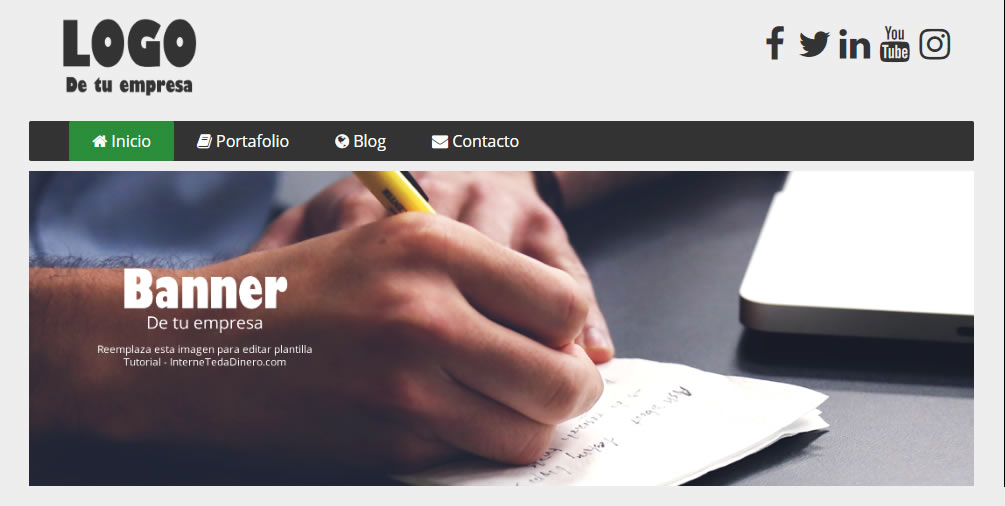 LOGO
De tu empresa
You
Tube
Inicio Portafolio Blog Contacto
Banner
De tu empresa
Reemplaza esta imagen para editar plantilla
Tutorial - InterneTedaDinero.com